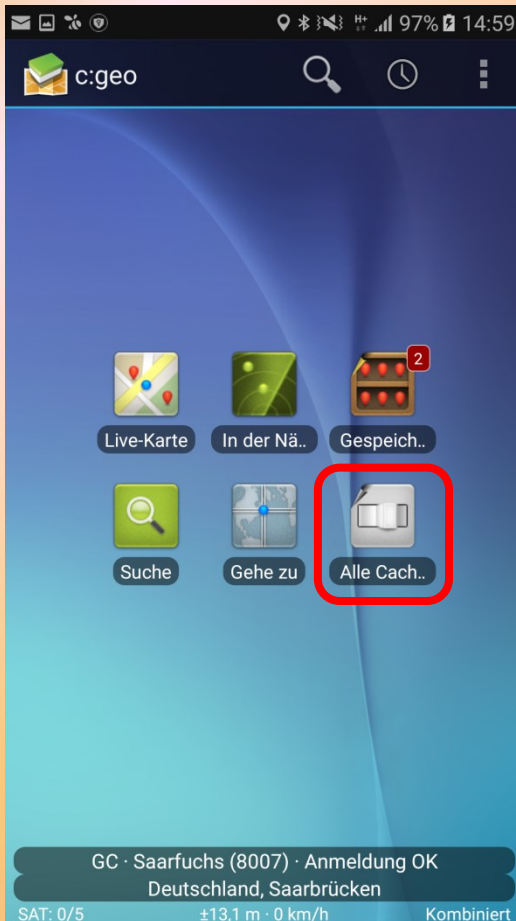 97% 14:59
c:geo
2
Live-Karte In der Nä.. Gespeich..
Suche Gehe zu Alle Cach..
GC · Saarfuchs (8007) · Anmeldung OK
Deutschland, Saarbrücken
SAT: 0/5 ±13,1 m · 0 km/h Kombiniert